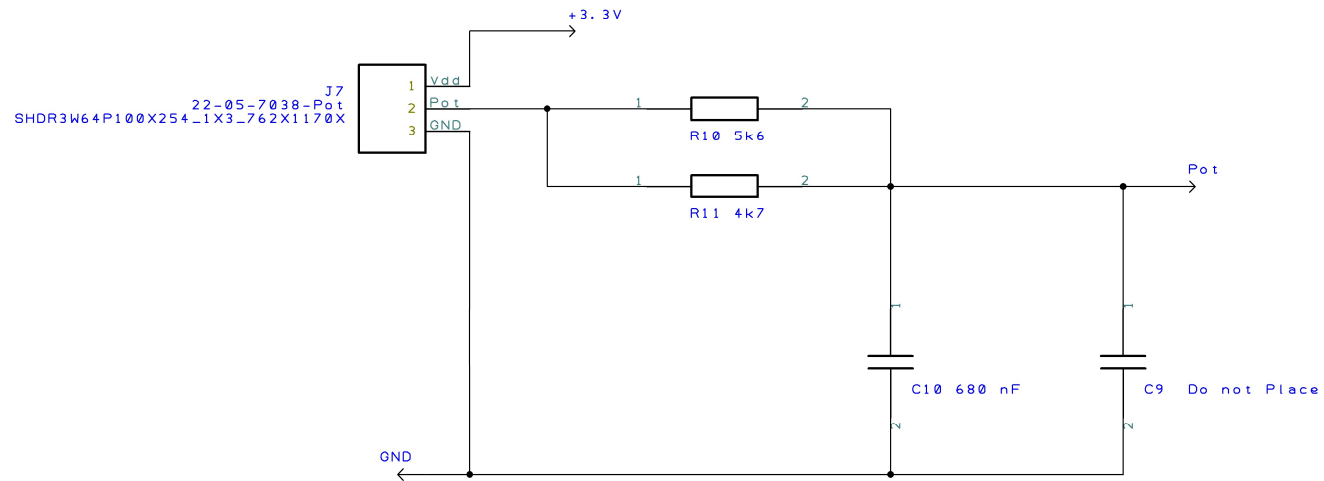 +3.3V
J7
22-05-7038-Pot
SHDR3W64P100X254_1X3_762X1170X
1 Vdd
2 Pot
3 GND
1 2
R10 5k6
1 2
R11 4k7
Pot
1
1
C10 680 nF
C9 Do not Place
2
2
GND